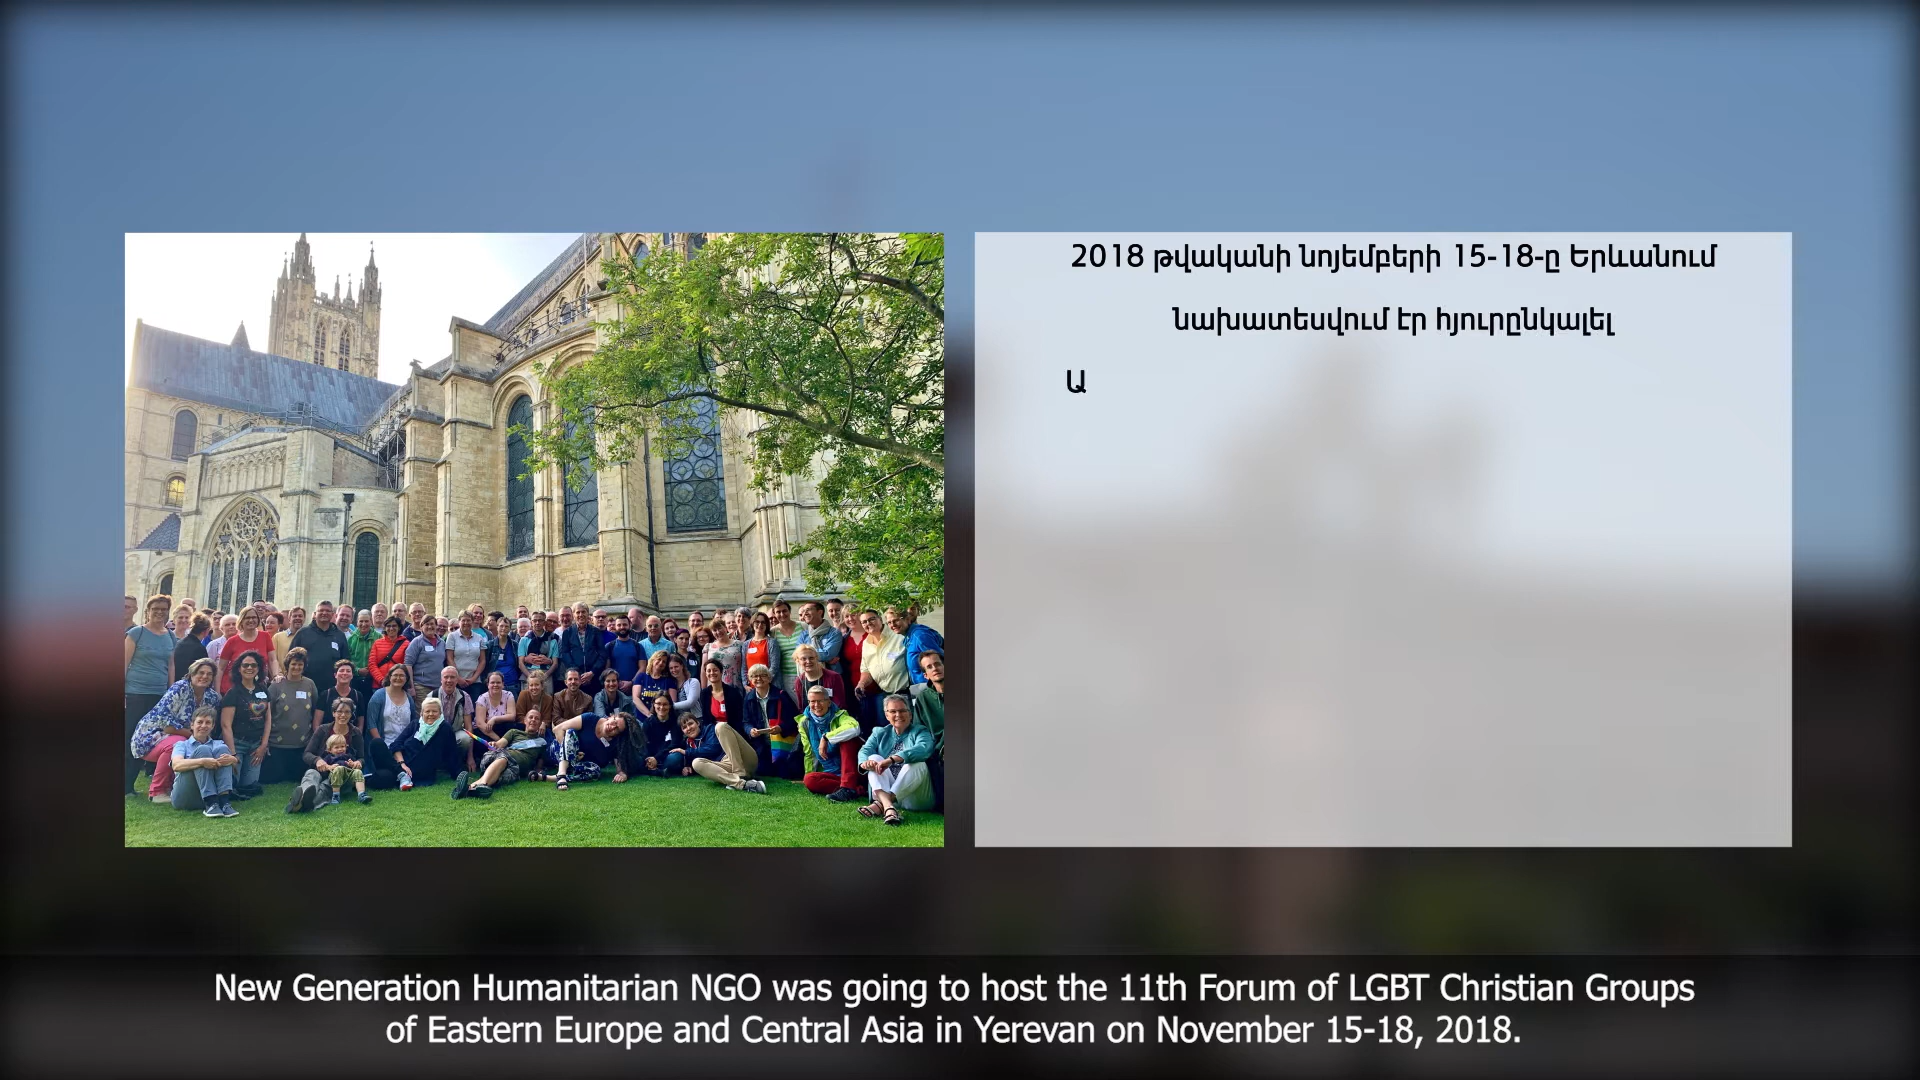 2018 թվականի նոյեմբերի 15-18-ը Երևանում
նախատեսվում էր հյուրընկալել
Ա
New Generation Humanitarian NGO was going to host the 11th Forum of LGBT Christian Groups
of Eastern Europe and Central Asia in Yerevan on November 15-18, 2018.